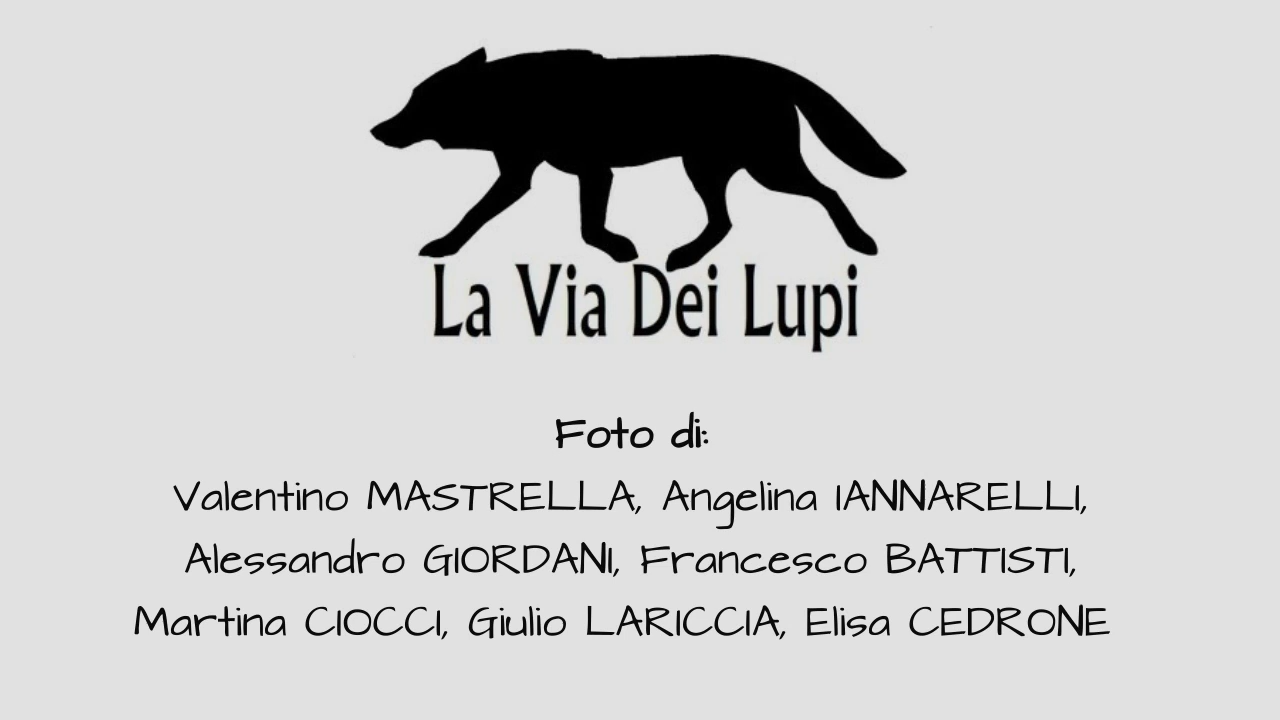 La Via Dei Lupi
Foto di:
Valentino MASTRELLA, Angelina IANNARELLI,
Alessandro GIORDANI, Francesco BATTISTI,
Martina CIOCCI, Giulio LARICCIA, Elisa CEDRONE